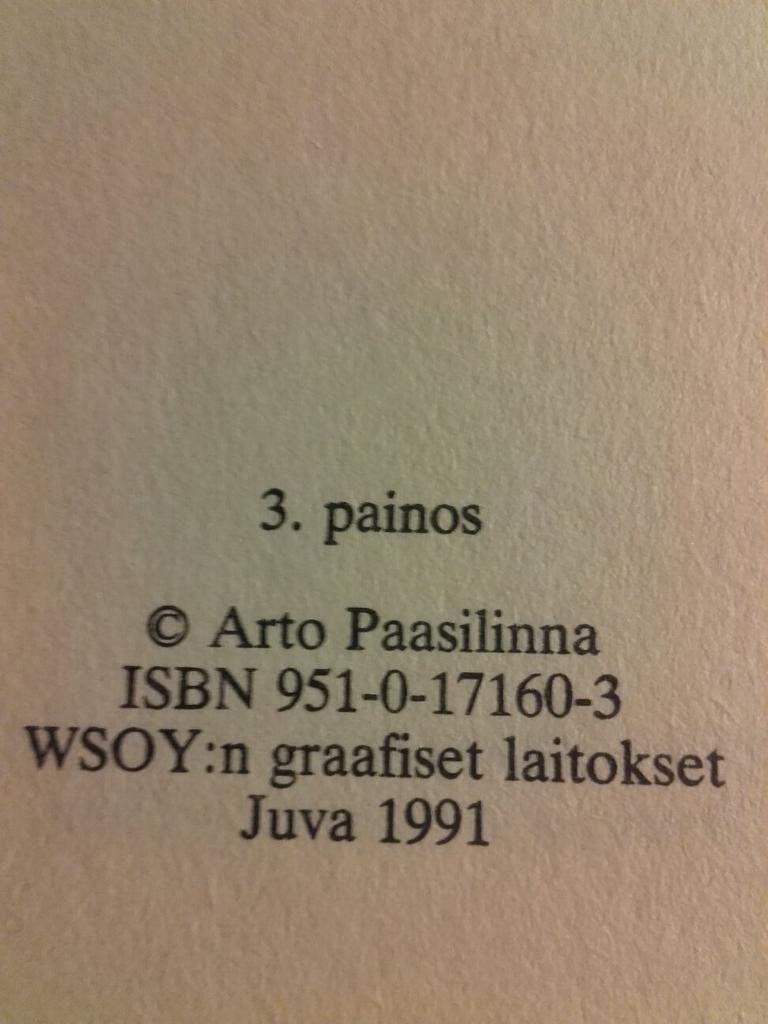 3. painos
© Arto Paasilinna
ISBN 951-0-17160-3
WSOY:n graafiset laitokset
Juva 1991